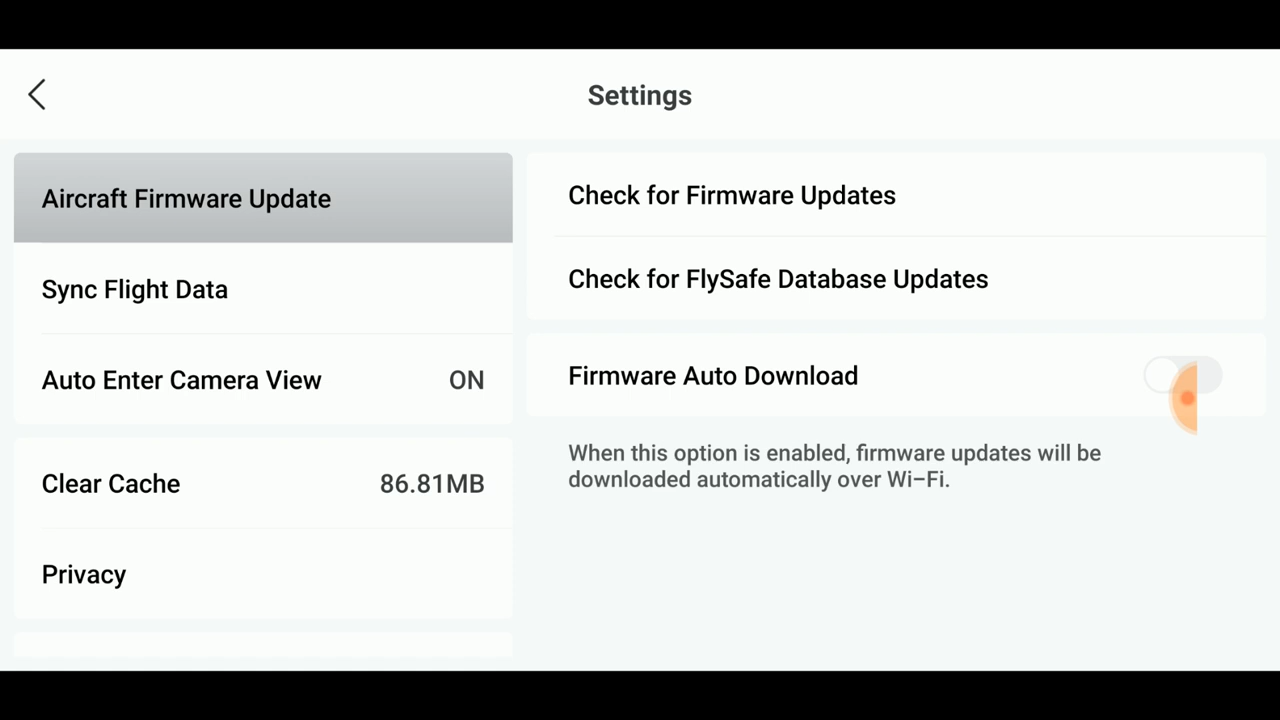 Settings
Aircraft Firmware Update
Sync Flight Data
Auto Enter Camera View ON
Clear Cache 86.81MB
Privacy
Check for Firmware Updates
Check for FlySafe Database Updates
Firmware Auto Download
When this option is enabled, firmware updates will be
downloaded automatically over Wi-Fi.